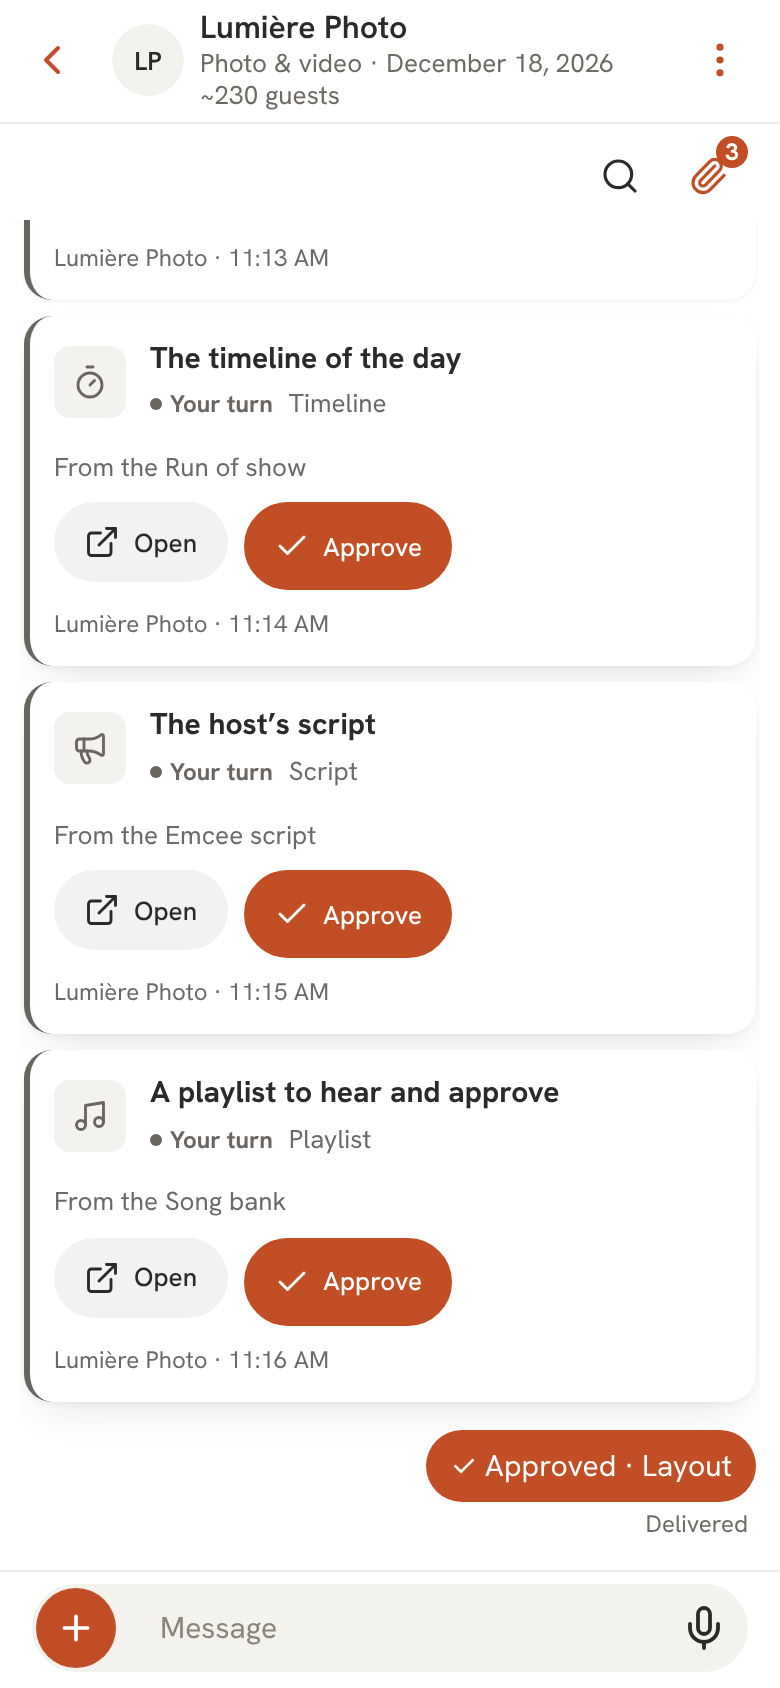 Lumière Photo
LP
Photo & video · December 18, 2026
~230 guests
3
Lumière Photo · 11:13 AM
The timeline of the day
Your turn Timeline
From the Run of show
Open
Approve
Lumière Photo · 11:14 AM
The host’s script
Your turn Script
From the Emcee script
Open
Approve
Lumière Photo · 11:15 AM
A playlist to hear and approve
Your turn Playlist
From the Song bank
Open
Approve
Lumière Photo · 11:16 AM
Approved · Layout
Delivered
Message